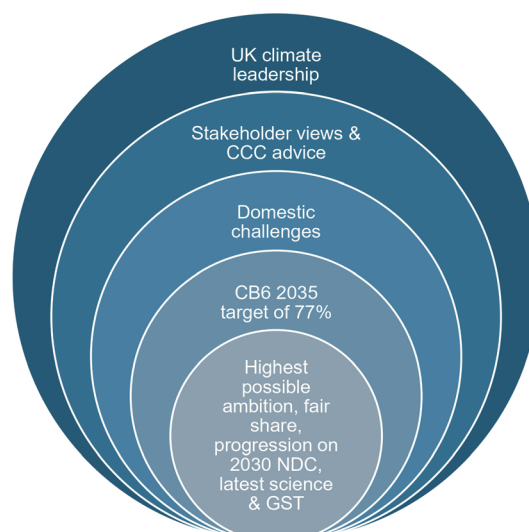 UK climate
leadership
Stakeholder views &
CCC advice
Domestic
challenges
CB6 2035
target of 77%
Highest
possible
ambition, fair
share,
progression on
2030 NDC,
latest science
& GST